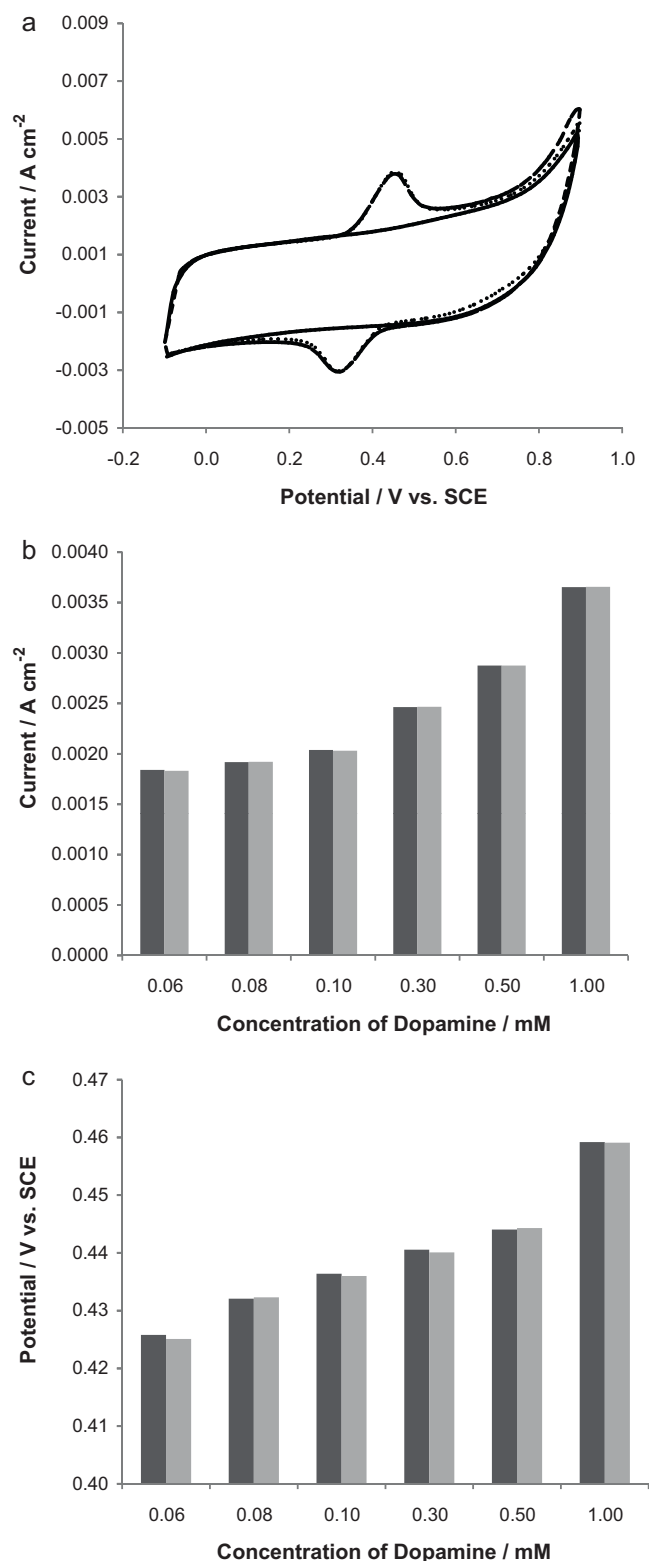 a
0.009
0.007
0.005
0.003
0.001
-0.001
-0.003
-0.005
Current / A cm-2
-0.2 0.0 0.2 0.4 0.6 0.8 1.0
Potential / V vs. SCE
b
0.0040
0.0035
0.0030
0.0025
0.0020
0.0015
0.0010
0.0005
0.0000
Current / A cm-2
0.06 0.08 0.10 0.30 0.50 1.00
Concentration of Dopamine / mM
c
0.47
0.46
0.45
0.44
0.43
0.42
0.41
0.40
Potential / V vs. SCE
0.06 0.08 0.10 0.30 0.50 1.00
Concentration of Dopamine / mM